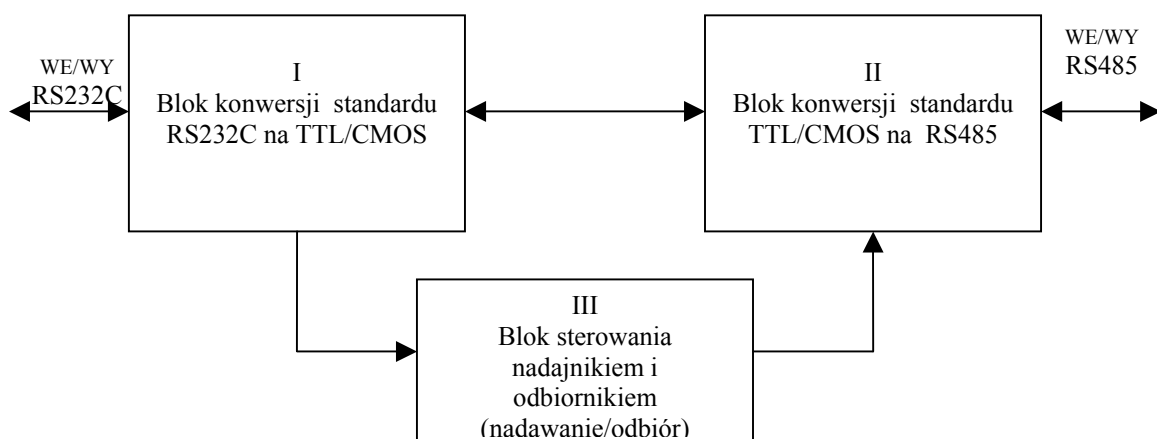 WE/WY
RS232C
I
Blok konwersji standardu
RS232C na TTL/CMOS
II
Blok konwersji standardu
TTL/CMOS na RS485
WE/WY
RS485
III
Blok sterowania
nadajnikiem i
odbiornikiem
(nadawanie/odbiór)